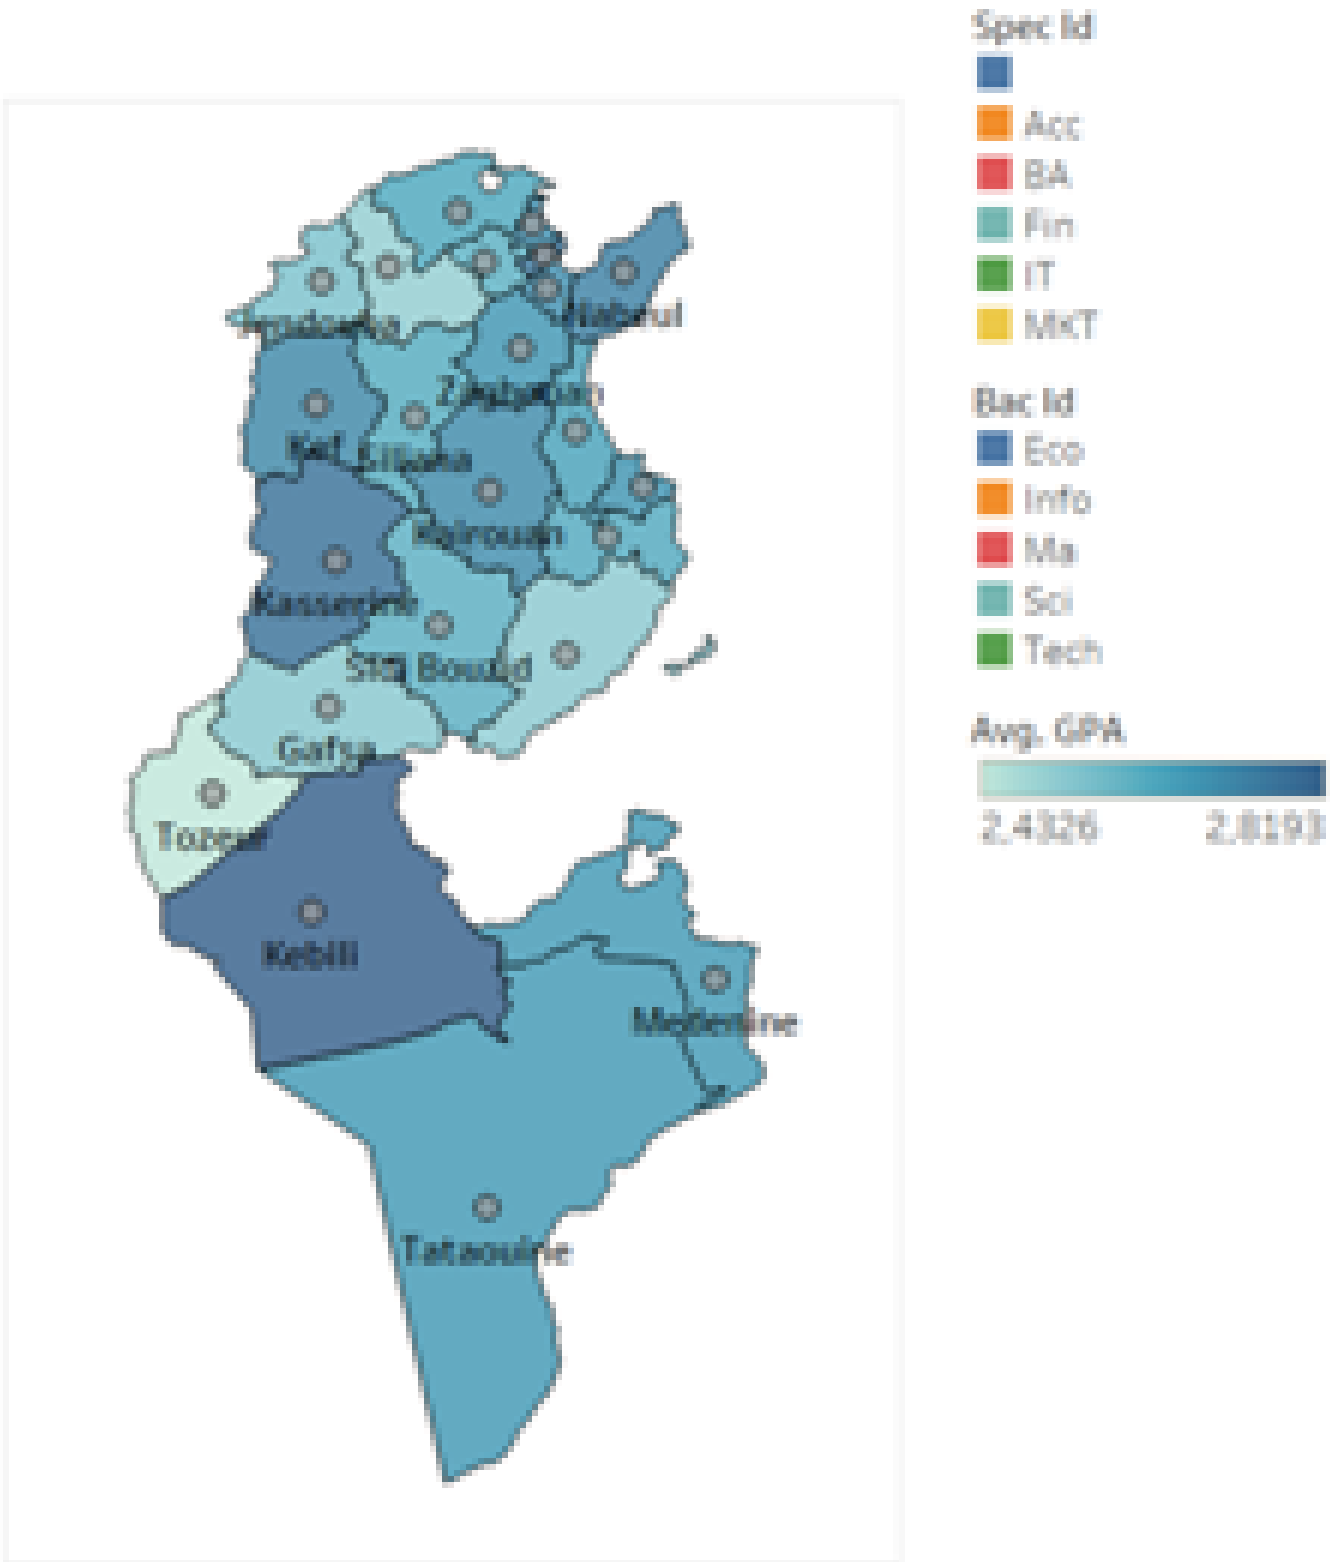 Spec Id
Acc
BA
Fin
IT
MKT
Bac Id
Eco
Info
Ma
Sci
Tech
Avg. GPA
2.4326 2.8193
Nabeul
Kef
Siliana
Kairouan
Kasserine
Sidi Bouzid
Gafsa
Tozeur
Kebili
Medenine
Tataouine